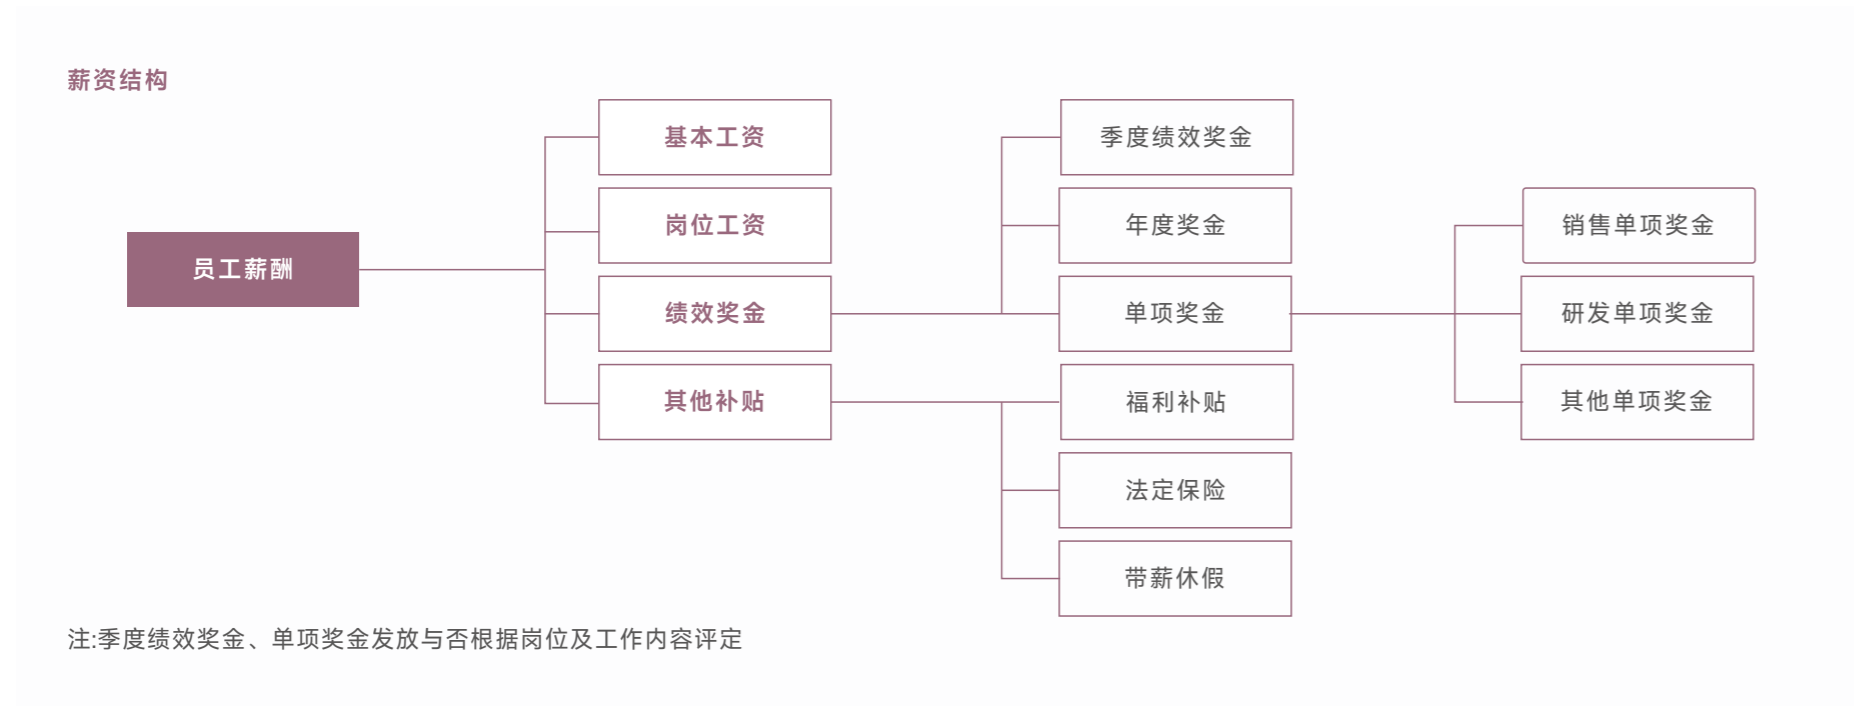 薪资结构
员工薪酬
基本工资
岗位工资
绩效奖金
其他补贴
季度绩效奖金
年度奖金
单项奖金
福利补贴
法定保险
带薪休假
销售单项奖金
研发单项奖金
其他单项奖金
注:季度绩效奖金、单项奖金发放与否根据岗位及工作内容评定